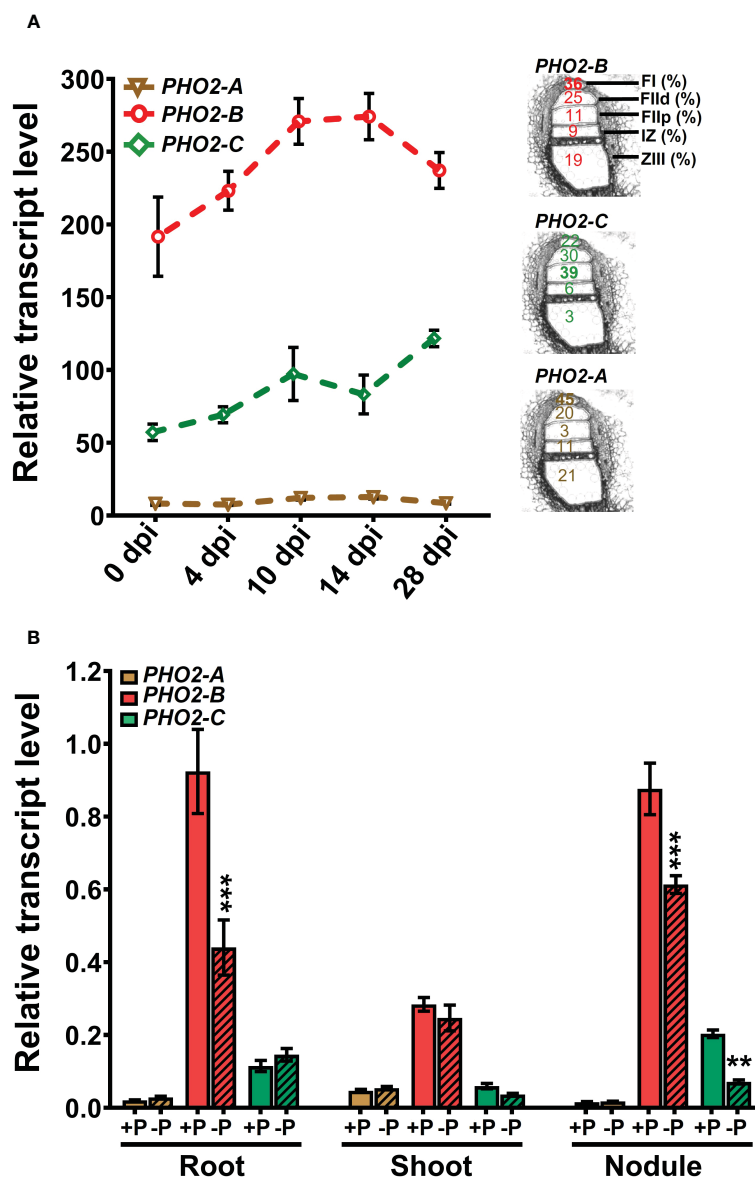 A
Relative transcript level
300
250
200
150
100
50
0
PHO2-A
PHO2-B
PHO2-C
0 dpi
4 dpi
10 dpi
14 dpi
28 dpi
PHO2-B
36
25
11
9
19
FI (%)
FIId (%)
FIIp (%)
IZ (%)
ZIII (%)
PHO2-C
22
30
39
6
3
PHO2-A
45
20
3
11
21
B
Relative transcript level
1.2
1.0
0.8
0.6
0.4
0.2
0.0
PHO2-A
PHO2-B
PHO2-C
***
***
**
+P -P +P -P +P -P +P -P +P -P +P -P +P -P +P -P +P -P
Root Shoot Nodule